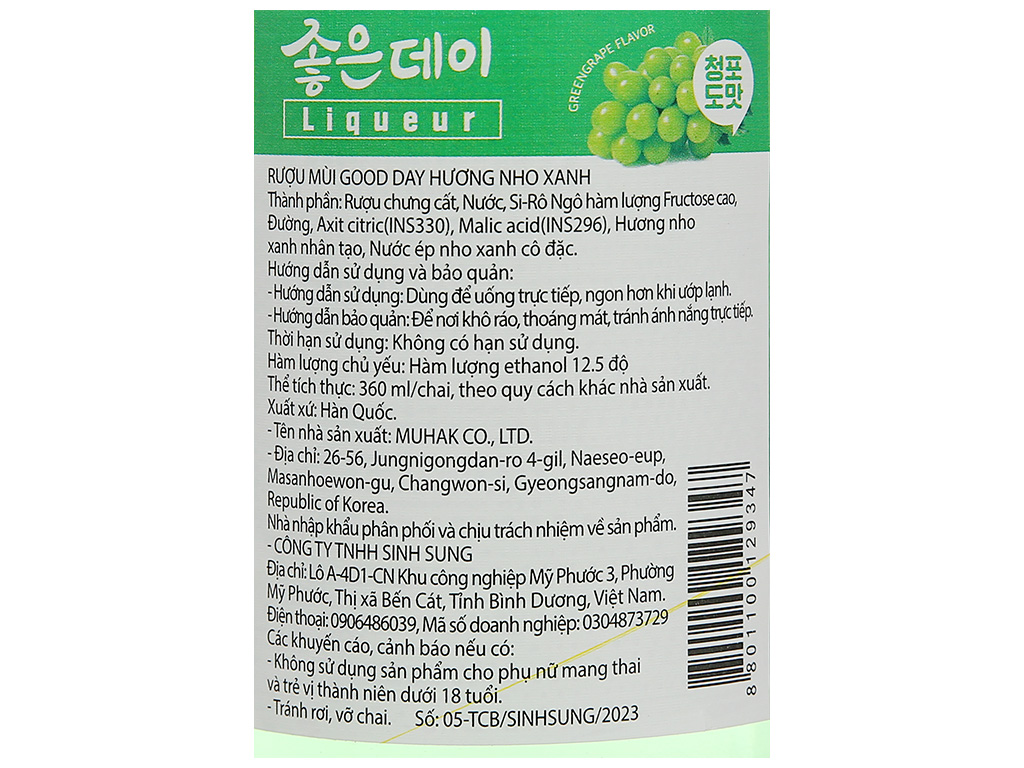 좋은데이
Liqueur
GREENGRAPE FLAVOR
청포
도맛
RƯỢU MÙI GOOD DAY HƯƠNG NHO XANH
Thành phần: Rượu chưng cất, Nước, Si-Rô Ngô hàm lượng Fructose cao,
Đường, Axit citric(INS330), Malic acid(INS296), Hương nho
xanh nhân tạo, Nước ép nho xanh cô đặc.
Hướng dẫn sử dụng và bảo quản:
- Hướng dẫn sử dụng: Dùng để uống trực tiếp, ngon hơn khi ướp lạnh.
- Hướng dẫn bảo quản: Để nơi khô ráo, thoáng mát, tránh ánh nắng trực tiếp.
Thời hạn sử dụng: Không có hạn sử dụng.
Hàm lượng chủ yếu: Hàm lượng ethanol 12.5 độ
Thể tích thực: 360 ml/chai, theo quy cách khác nhà sản xuất.
Xuất xứ: Hàn Quốc.
- Tên nhà sản xuất: MUHAK CO., LTD.
- Địa chỉ: 26-56, Jungnigongdan-ro 4-gil, Naeseo-eup,
Masanhoewon-gu, Changwon-si, Gyeongsangnam-do,
Republic of Korea.
Nhà nhập khẩu phân phối và chịu trách nhiệm về sản phẩm.
- CÔNG TY TNHH SINH SUNG
Địa chỉ: Lô A-4D1-CN Khu công nghiệp Mỹ Phước 3, Phường
Mỹ Phước, Thị xã Bến Cát, Tỉnh Bình Dương, Việt Nam.
Điện thoại: 0906486039, Mã số doanh nghiệp: 0304873729
Các khuyến cáo, cảnh báo nếu có:
- Không sử dụng sản phẩm cho phụ nữ mang thai
và trẻ vị thành niên dưới 18 tuổi.
- Tránh rơi, vỡ chai. Số: 05-TCB/SINHSUNG/2023
8 801100 129347